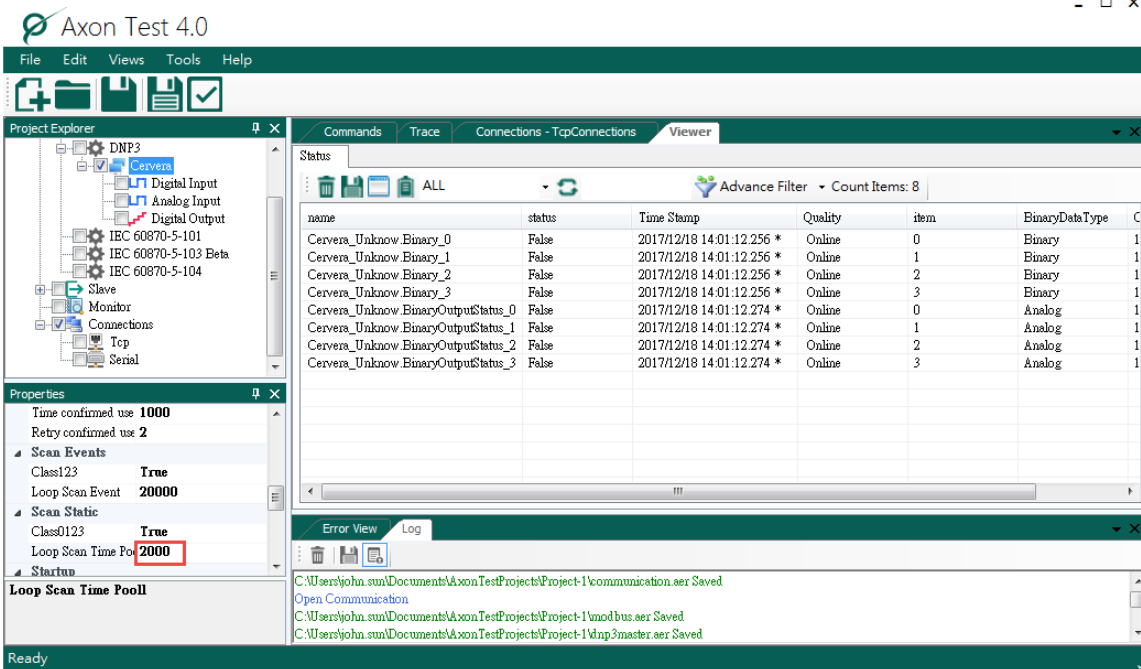 Axon Test 4.0
File Edit Views Tools Help
Project Explorer
DNP3
Cervera
Digital Input
Analog Input
Digital Output
IEC 60870-5-101
IEC 60870-5-103 Beta
IEC 60870-5-104
Slave
Monitor
Connections
Tcp
Serial
Properties
Time confirmed use 1000
Retry confirmed use 2
Scan Events
Class123 True
Loop Scan Event 20000
Scan Static
Class0123 True
Loop Scan Time Poo 2000
Startup
Loop Scan Time Pooll
Commands Trace Connections - TcpConnections Viewer
Status
ALL Advance Filter Count Items: 8
name status Time Stamp Quality item BinaryDataType C
Cervera_Unknow.Binary_0 False 2017/12/18 14:01:12.256 * Online 0 Binary 1
Cervera_Unknow.Binary_1 False 2017/12/18 14:01:12.256 * Online 1 Binary 1
Cervera_Unknow.Binary_2 False 2017/12/18 14:01:12.256 * Online 2 Binary 1
Cervera_Unknow.Binary_3 False 2017/12/18 14:01:12.256 * Online 3 Binary 1
Cervera_Unknow.BinaryOutputStatus_0 False 2017/12/18 14:01:12.274 * Online 0 Analog 1
Cervera_Unknow.BinaryOutputStatus_1 False 2017/12/18 14:01:12.274 * Online 1 Analog 1
Cervera_Unknow.BinaryOutputStatus_2 False 2017/12/18 14:01:12.274 * Online 2 Analog 1
Cervera_Unknow.BinaryOutputStatus_3 False 2017/12/18 14:01:12.274 * Online 3 Analog 1
Error View Log
C:\Users\john.sun\Documents\AxonTestProjects\Project-1\communication.aer Saved
Open Communication
C:\Users\john.sun\Documents\AxonTestProjects\Project-1\modbus.aer Saved
C:\Users\john.sun\Documents\AxonTestProjects\Project-1\dnp3master.aer Saved
Ready